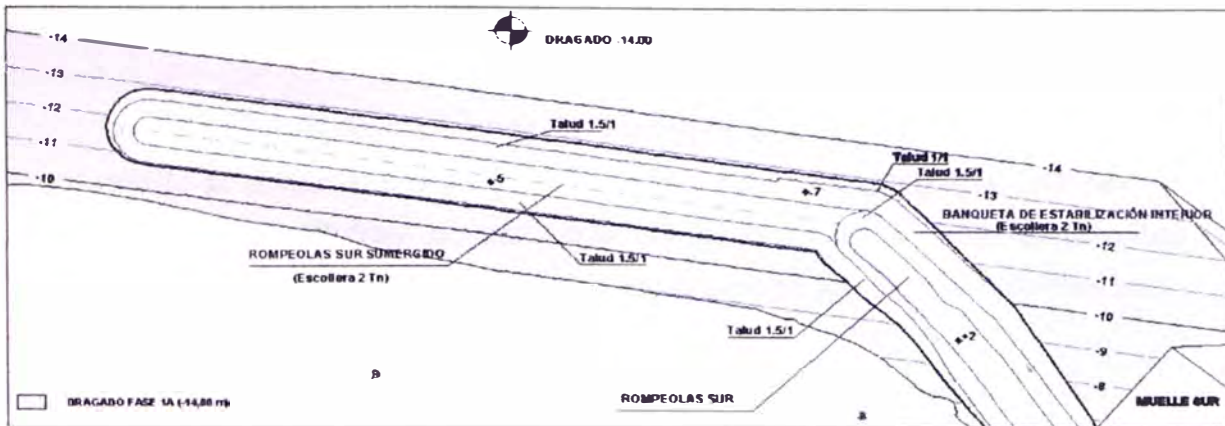 DRAGADO -14.00
-14
-13
-12
-11
-10
Talud 1.5/1
-5
-7
Talud 1/1
Talud 1.5/1
-14
-13
BANQUETA DE ESTABILIZACIÓN INTERIOR
(Escollera 2 Tn)
-12
ROMPEOLAS SUR SUMERGIDO
(Escollera 2 Tn)
Talud 1.5/1
-11
-10
Talud 1.5/1
+2
-9
-8
DRAGADO FASE 1A (-14,00 m)
ROMPEOLAS SUR
MUELLE SUR